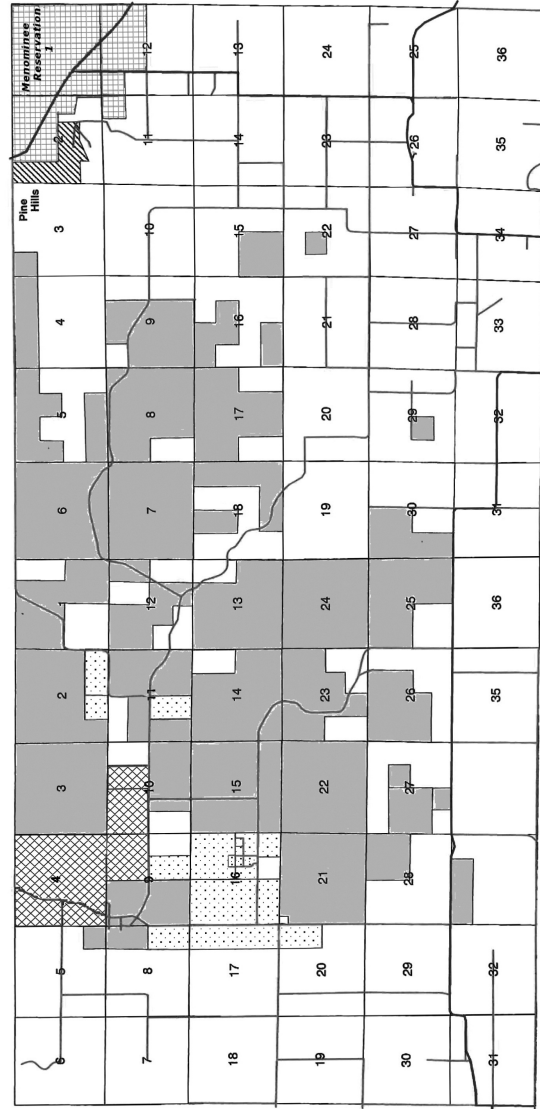 Menominee
Reservation
Pine
Hills
6 5 4 3 2 1 6 5 4 3 2 1
7 8 9 10 11 12 7 8 9 10 11 12
18 17 16 15 14 13 18 17 16 15 14 13
19 20 21 22 23 24 19 20 21 22 23 24
30 29 28 27 26 25 30 29 28 27 26 25
31 32 35 36 31 32 33 34 35 36